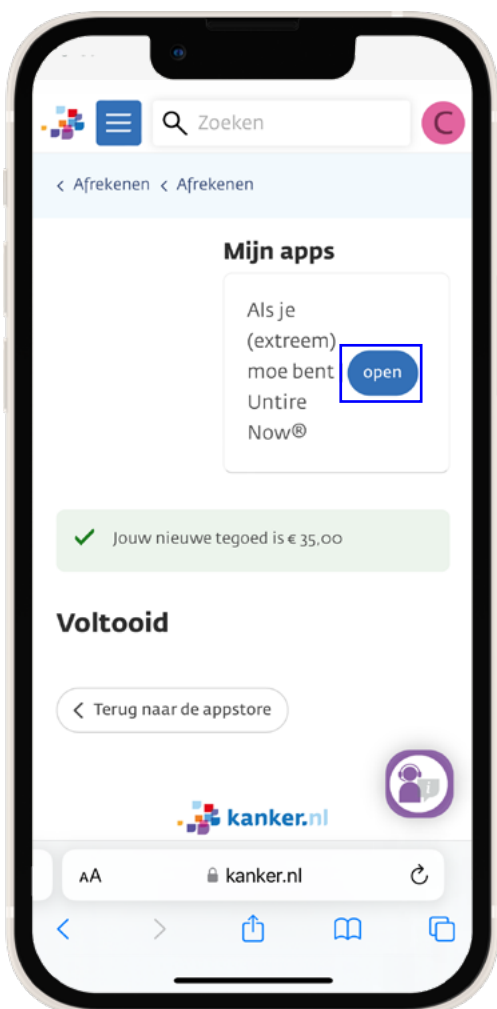 Zoeken
C
< Afrekenen < Afrekenen
Mijn apps
Als je
(extreem)
moe bent
Untire
Now®
open
Jouw nieuwe tegoed is € 35,00
Voltooid
< Terug naar de appstore
i
kanker.nl
AA
kanker.nl